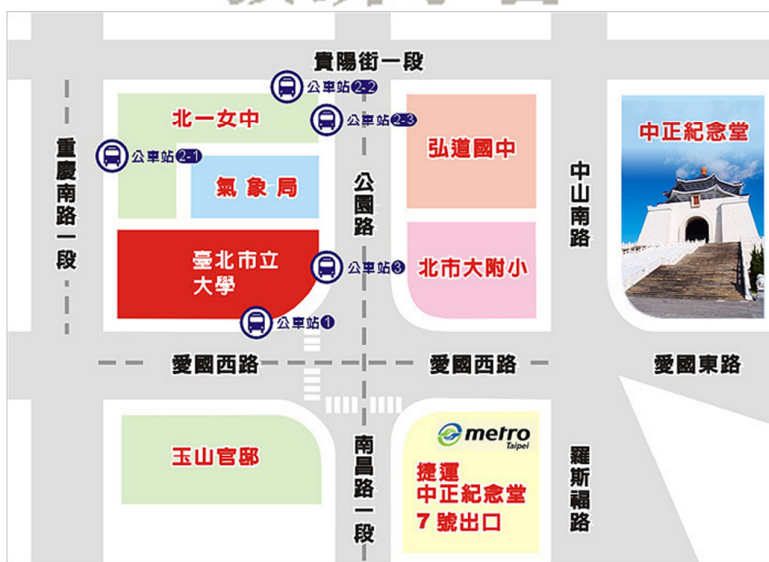 貴陽街一段
公車站2-2
北一女中
公車站2-3
弘道國中
中正紀念堂
公車站2-1
重慶南路一段
氣象局
公園路
中山南路
臺北市立
大學
公車站3
北市大附小
公車站1
愛國西路
愛國西路
愛國東路
玉山官邸
南昌路一段
metro
Taipei
捷運
中正紀念堂
7號出口
羅斯福路